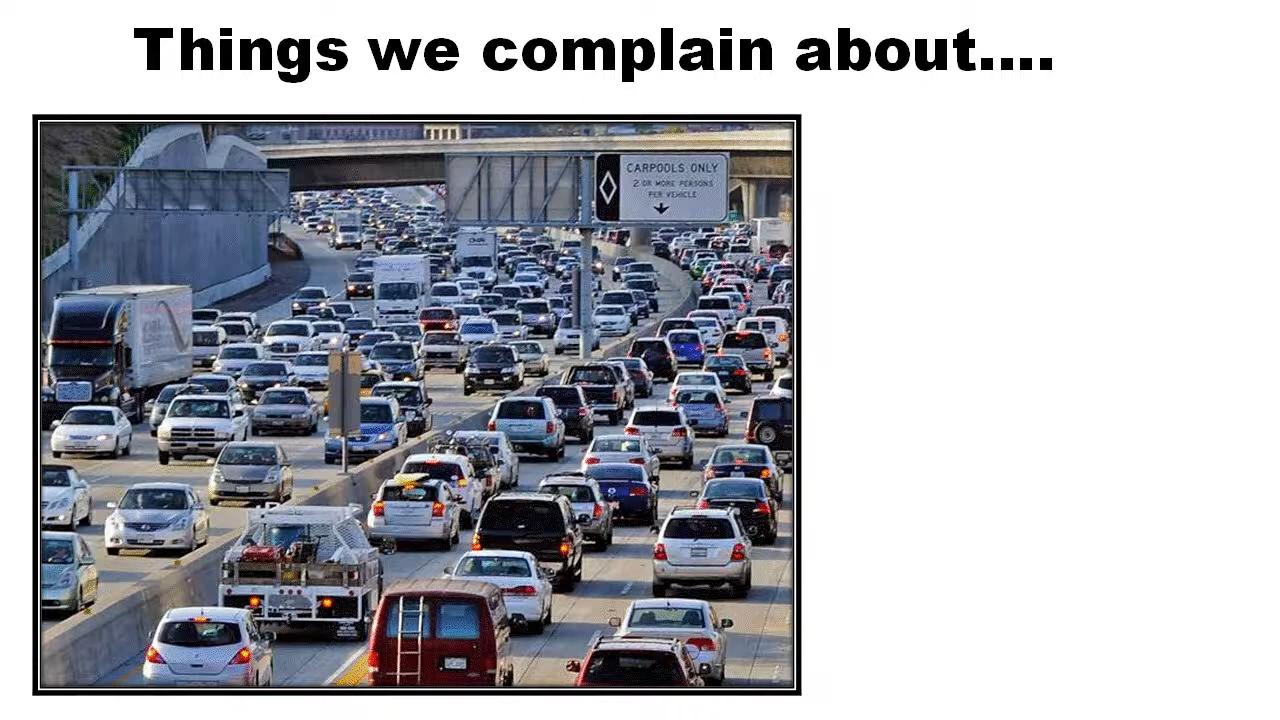 Things we complain about....
CARPOOLS ONLY
2 OR MORE PERSONS
PER VEHICLE